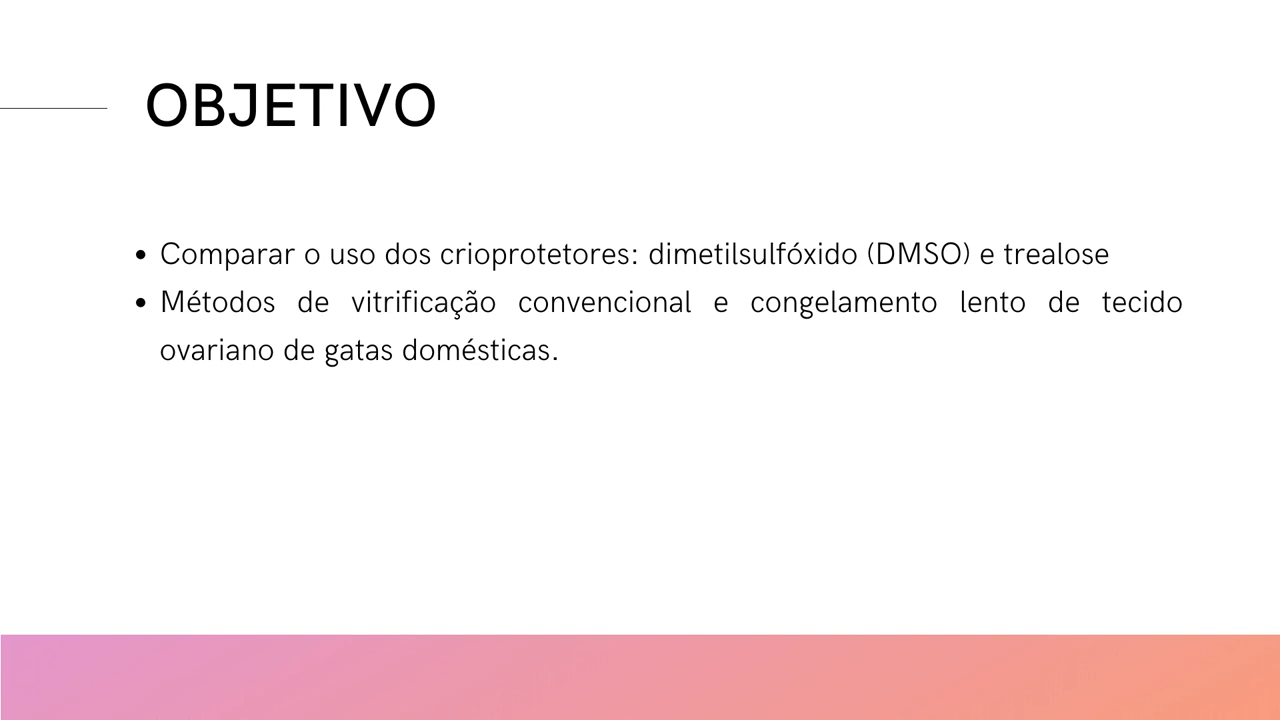 OBJETIVO
• Comparar o uso dos crioprotetores: dimetilsulfóxido (DMSO) e trealose
• Métodos de vitrificação convencional e congelamento lento de tecido
ovariano de gatas domésticas.